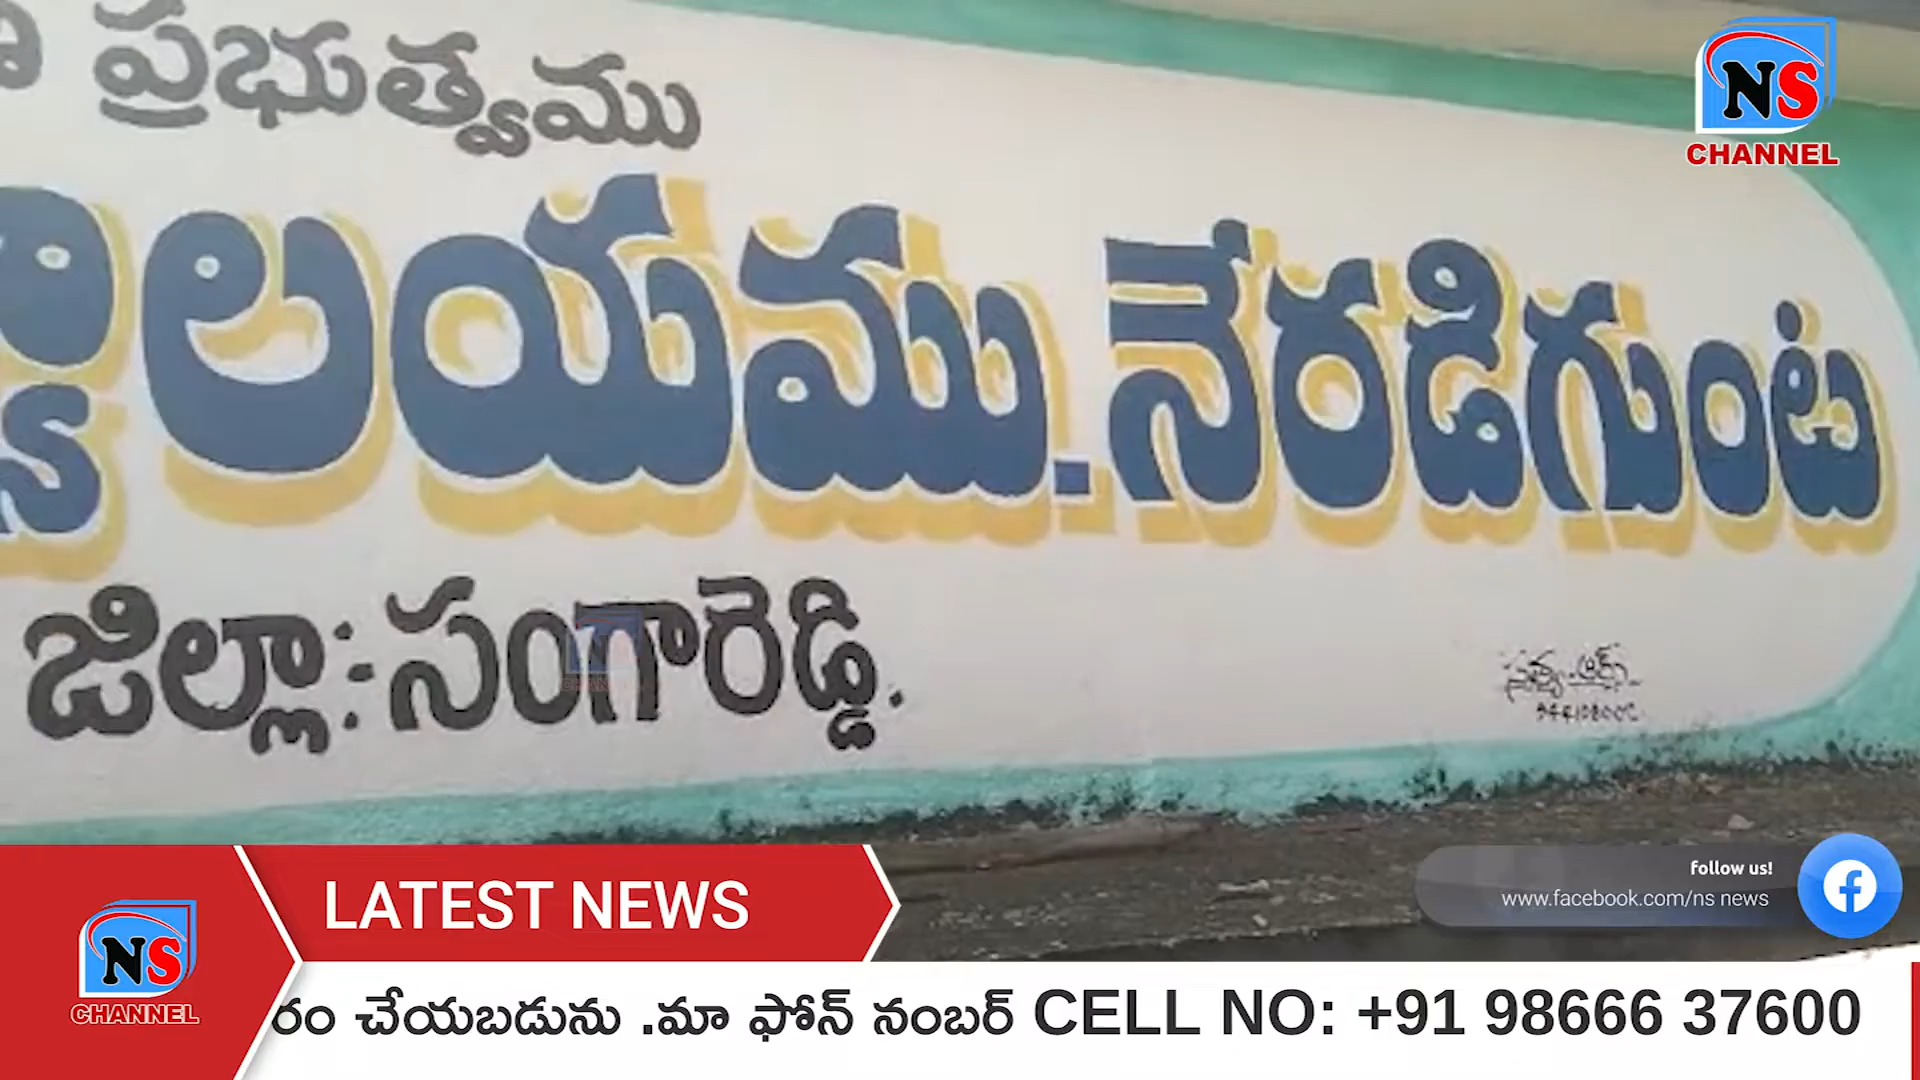 ప్రభుత్వము
NS
CHANNEL
లయము.నేరడిగుంట
జిల్లా:సంగారెడ్డి.
CHANNEL
follow us!
www.facebook.com/ns news
LATEST NEWS
NS
CHANNEL
రం చేయబడును .మా ఫోన్ నంబర్ CELL NO: +91 98666 37600